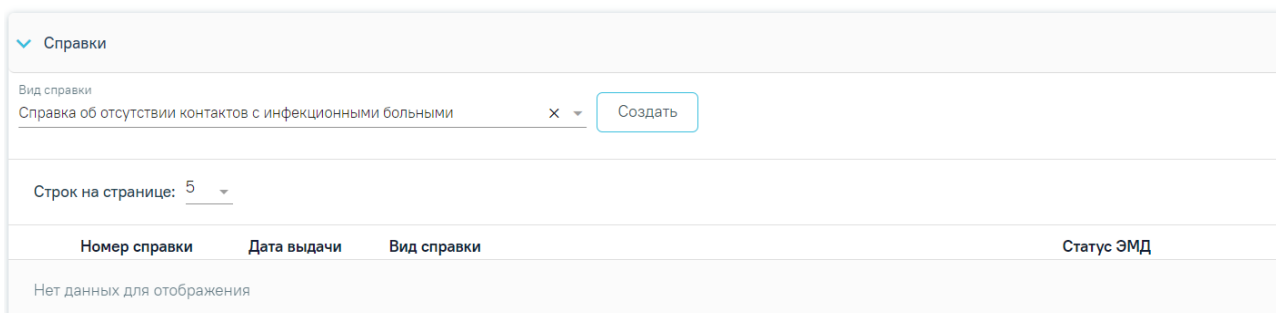 Справки
Вид справки
Справка об отсутствии контактов с инфекционными больными
Создать
Строк на странице: 5
Номер справки Дата выдачи Вид справки Статус ЭМД
Нет данных для отображения